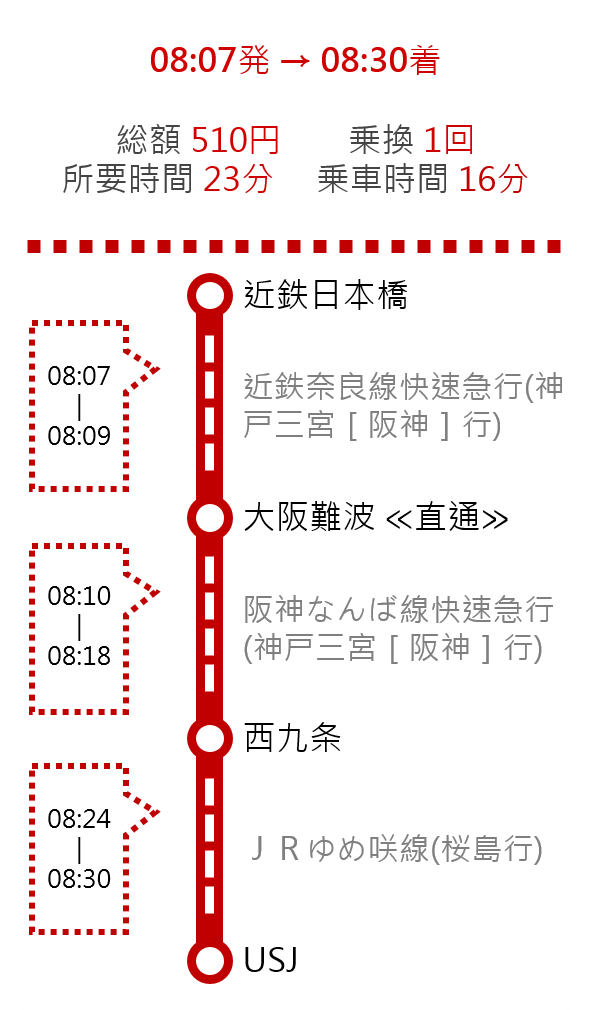 08:07発 → 08:30着
総額 510円 乗換 1回
所要時間 23分 乗車時間 16分
近鉄日本橋
08:07
|
08:09
近鉄奈良線快速急行(神
戸三宮［阪神］行)
大阪難波 ≪直通≫
08:10
|
08:18
阪神なんば線快速急行
(神戸三宮［阪神］行)
西九条
08:24
|
08:30
ＪＲゆめ咲線(桜島行)
USJ